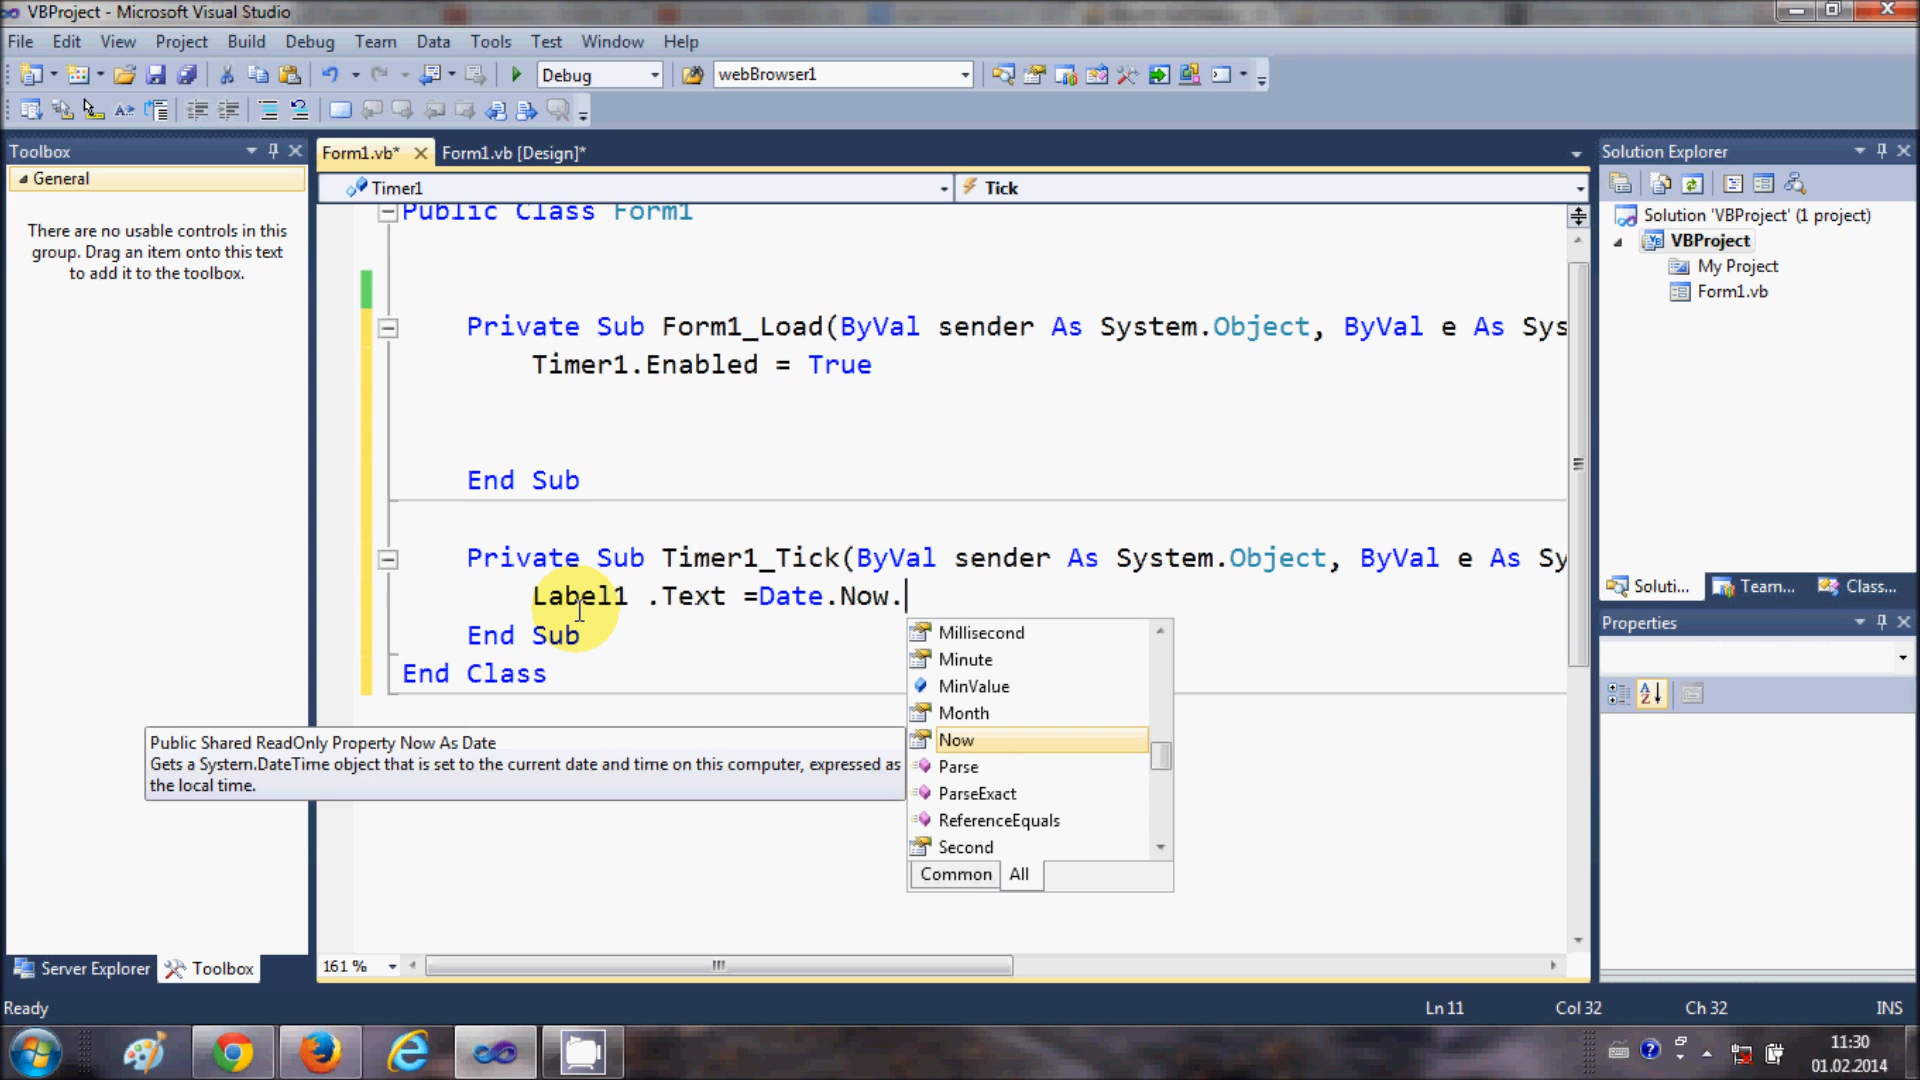 VBProject - Microsoft Visual Studio
File Edit View Project Build Debug Team Data Tools Test Window Help
Debug webBrowser1
Toolbox
General
There are no usable controls in this
group. Drag an item onto this text
to add it to the toolbox.
Server Explorer Toolbox
Form1.vb* Form1.vb [Design]*
Timer1 Tick
Public Class Form1
Private Sub Form1_Load(ByVal sender As System.Object, ByVal e As Sys
Timer1.Enabled = True
End Sub
Private Sub Timer1_Tick(ByVal sender As System.Object, ByVal e As Sy
Label1 .Text =Date.Now.
End Sub
End Class
Public Shared ReadOnly Property Now As Date
Gets a System.DateTime object that is set to the current date and time on this computer, expressed as
the local time.
Millisecond
Minute
MinValue
Month
Now
Parse
ParseExact
ReferenceEquals
Second
Common All
161 %
Solution Explorer
Solution 'VBProject' (1 project)
VBProject
My Project
Form1.vb
Soluti... Team... Class...
Properties
Ready Ln 11 Col 32 Ch 32 INS
11:30
01.02.2014